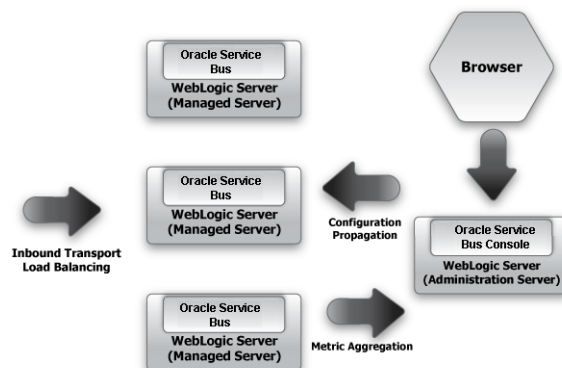 Oracle Service
Bus
WebLogic Server
(Managed Server)
Browser
Oracle Service
Bus
WebLogic Server
(Managed Server)
Inbound Transport
Load Balancing
Configuration
Propagation
Oracle Service
Bus Console
WebLogic Server
(Administration Server)
Oracle Service
Bus
WebLogic Server
(Managed Server)
Metric Aggregation